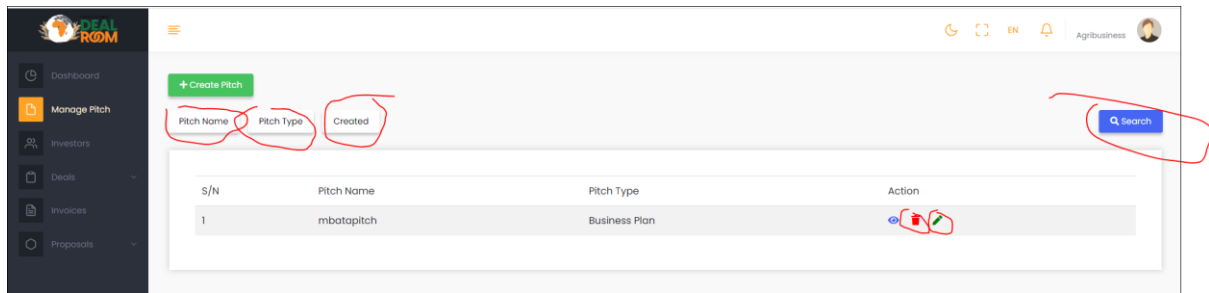 DEAL
ROOM
EN
Agribusiness
Dashboard
Manage Pitch
Investors
Deals
Invoices
Proposals
+ Create Pitch
Pitch Name Pitch Type Created
Search
S/N Pitch Name Pitch Type Action
1 mbatapitch Business Plan